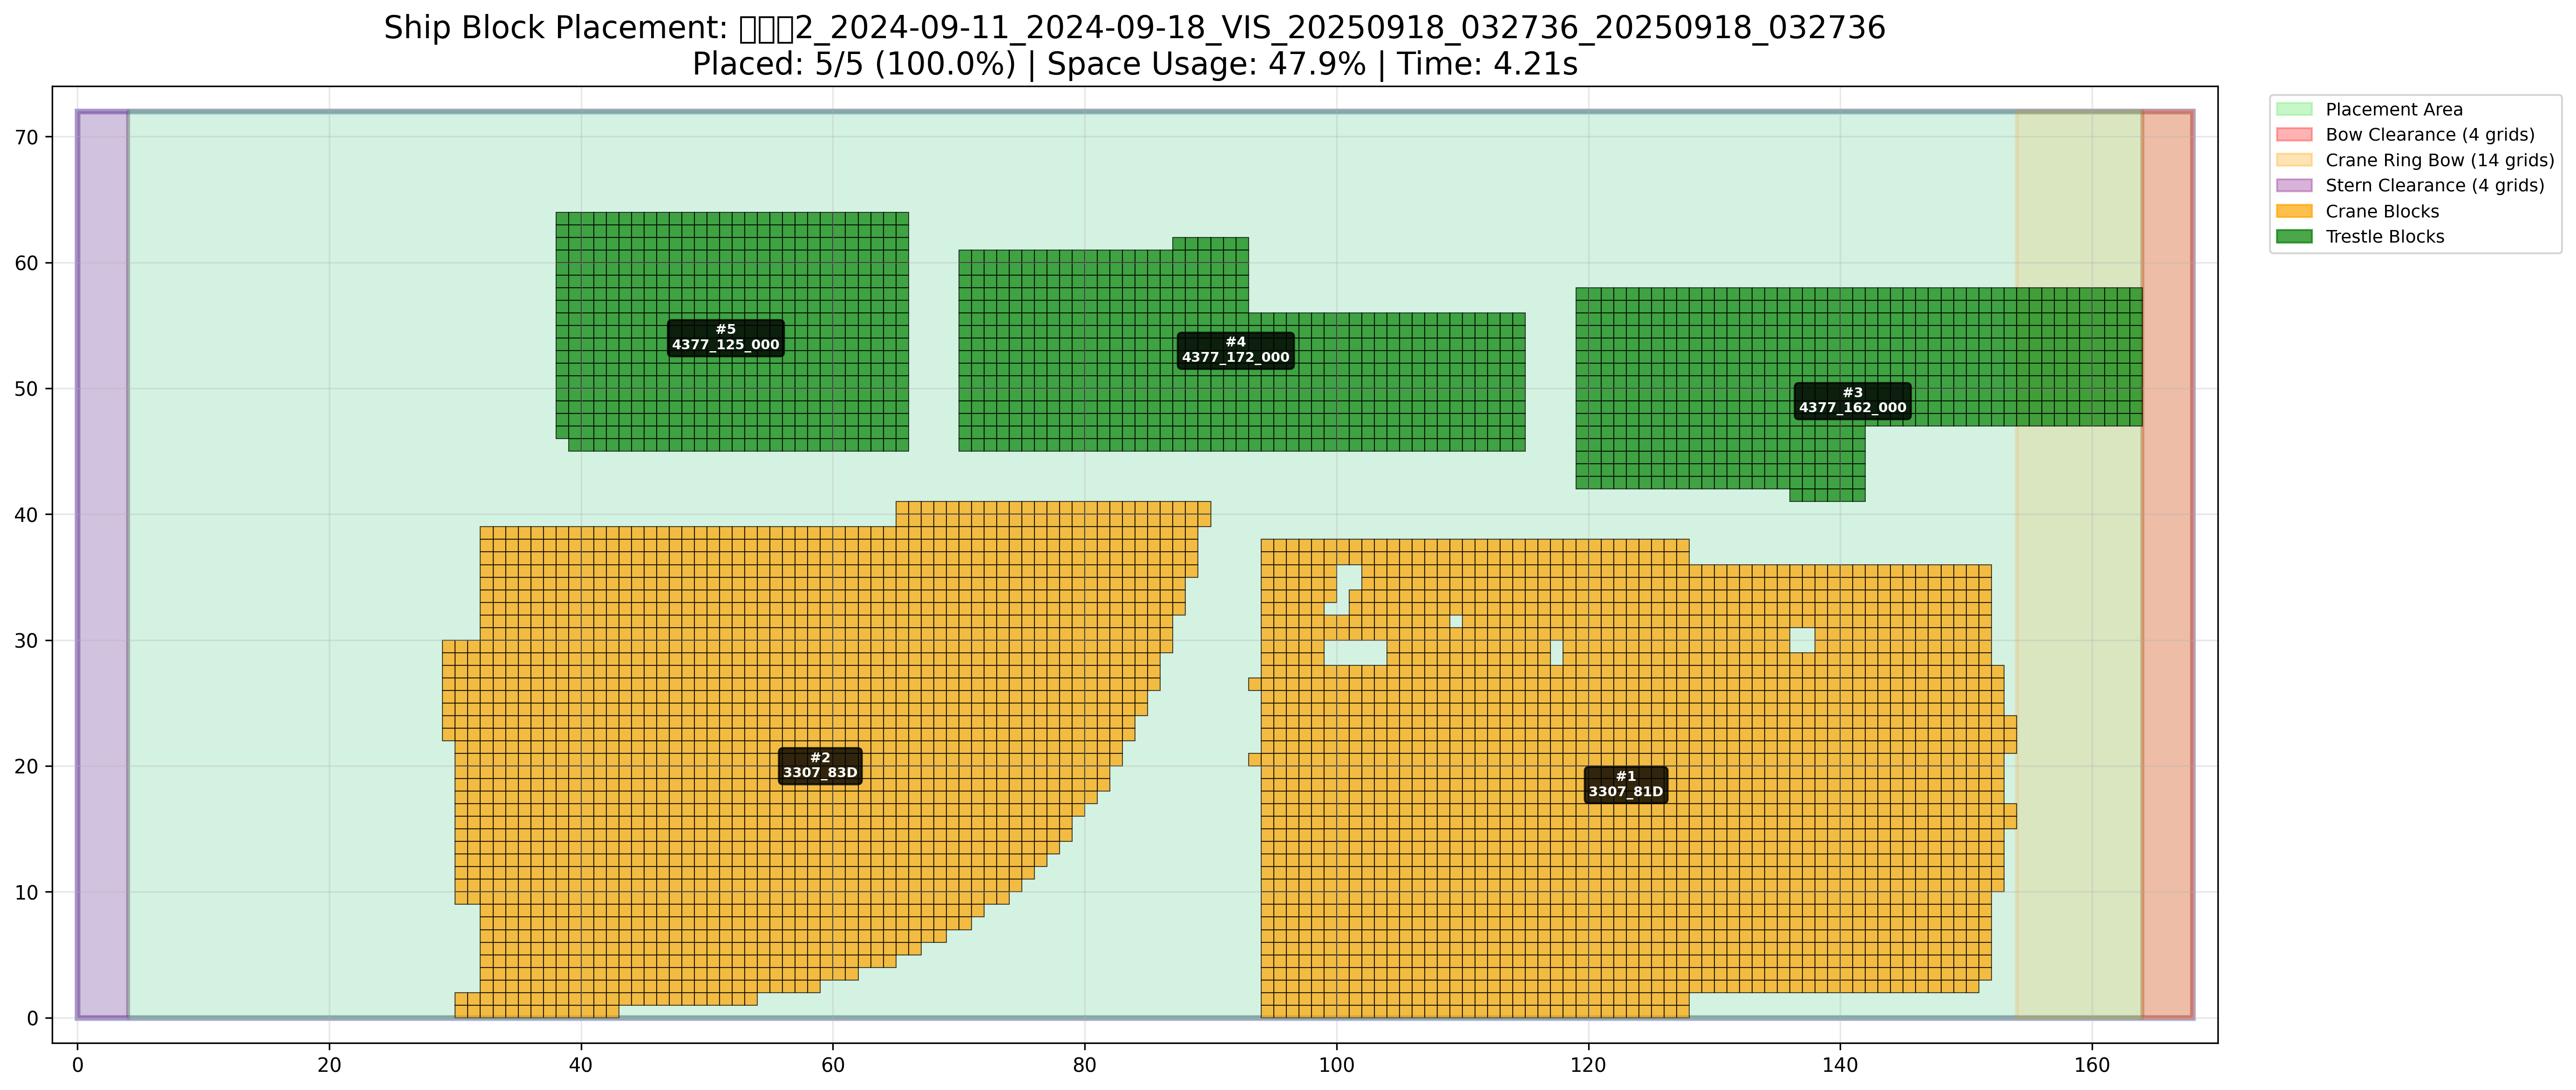 Ship Block Placement: 2_2024-09-11_2024-09-18_VIS_20250918_032736_20250918_032736
Placed: 5/5 (100.0%) | Space Usage: 47.9% | Time: 4.21s
Placement Area
Bow Clearance (4 grids)
Crane Ring Bow (14 grids)
Stern Clearance (4 grids)
Crane Blocks
Trestle Blocks
70
60
50
40
30
20
10
0
#5
4377_125_000
#4
4377_172_000
#3
4377_162_000
#2
3307_83D
#1
3307_81D
0 20 40 60 80 100 120 140 160